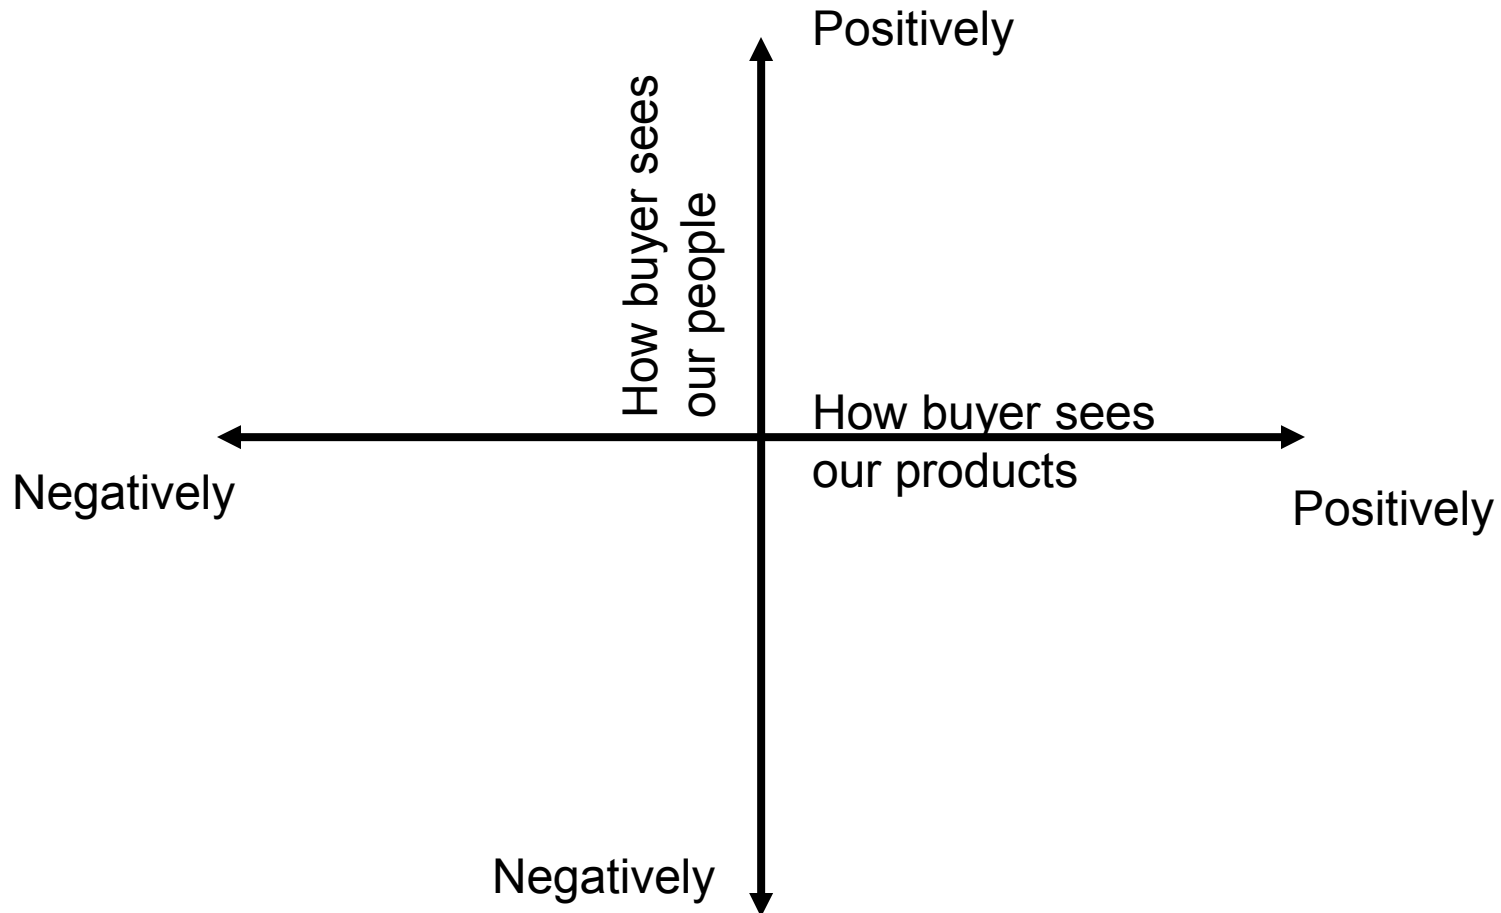 Positively
How buyer sees
our people
How buyer sees
our products
Negatively
Positively
Negatively